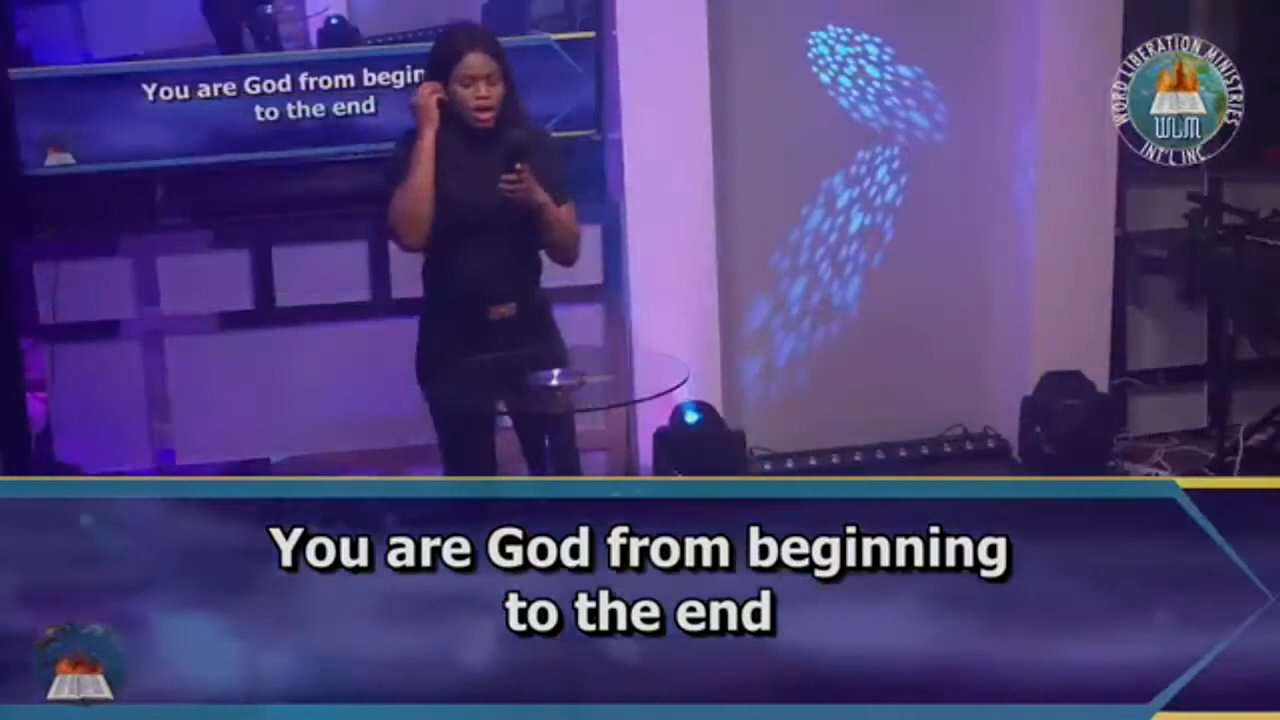 You are God from begin
to the end
WORD LIBERATION MINISTRIES
WLM
INT'L INC
You are God from beginning
to the end